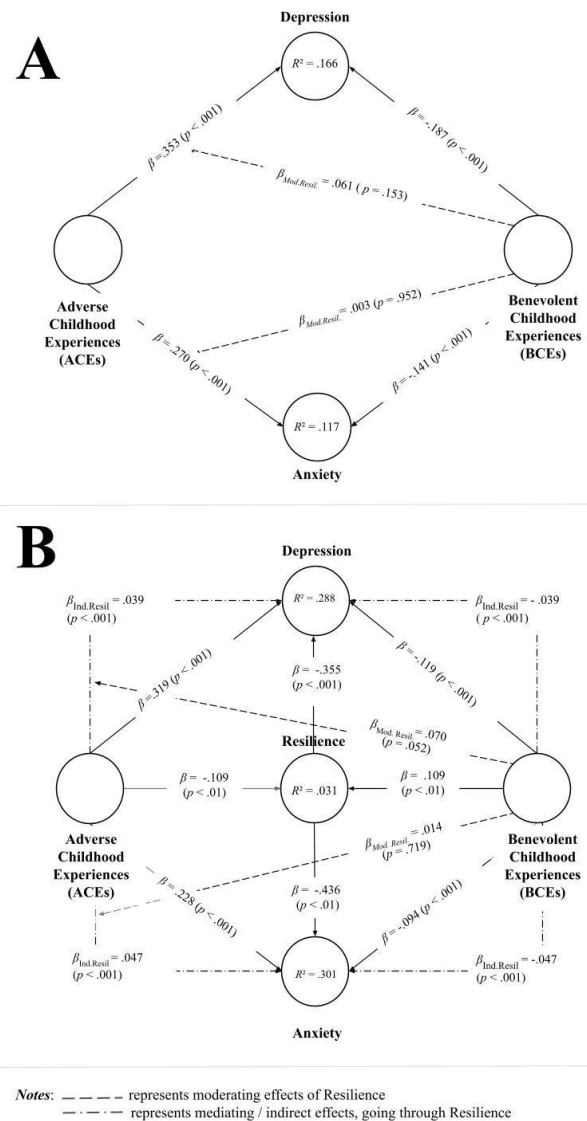 A
Depression
R² = .166
β =.353 (p < .001)
β = -.187 (p < .001)
βMod.Resil. = .061 ( p = .153)
Adverse
Childhood
Experiences
(ACEs)
Benevolent
Childhood
Experiences
(BCEs)
βMod.Resil. = .003 (p = .952)
β = .270 (p < .001)
β = -.141 (p < .001)
R² = .117
Anxiety
B
Depression
βInd.Resil = .039
(p < .001)
R² = .288
βInd.Resil = - .039
( p < .001)
β =.319 (p < .001)
β = -.119 (p < .001)
β = -.355
(p < .001)
βMod. Resil. = .070
(p = .052)
Resilience
β = -.109
(p < .01)
R² = .031
β = .109
(p < .01)
Adverse
Childhood
Experiences
(ACEs)
Benevolent
Childhood
Experiences
(BCEs)
βMod. Resil. = .014
(p = .719)
β = .228 (p < .001)
β = -.436
(p < .01)
β = -.094 (p < .001)
βInd.Resil = .047
(p < .001)
R² = .301
βInd.Resil = -.047
(p < .001)
Anxiety
Notes: represents moderating effects of Resilience
represents mediating / indirect effects, going through Resilience